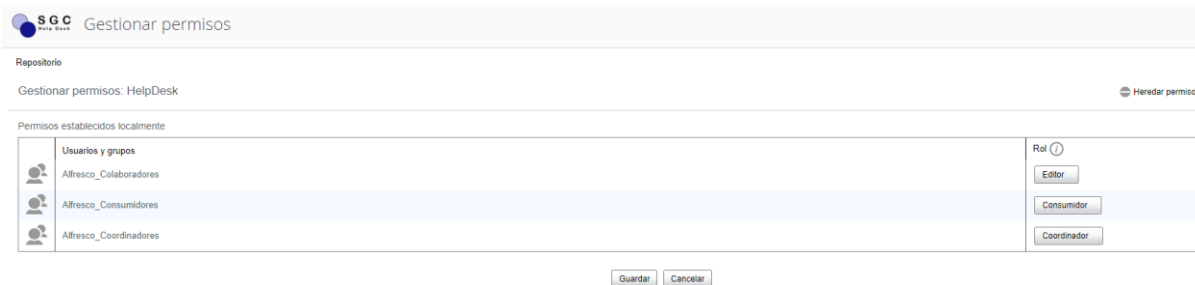 SGC
Help Desk
Gestionar permisos
Repositorio
Gestionar permisos: HelpDesk
Heredar permiso
Permisos establecidos localmente
Usuarios y grupos
Rol
Alfresco_Colaboradores
Editor
Alfresco_Consumidores
Consumidor
Alfresco_Coordinadores
Coordinador
Guardar Cancelar